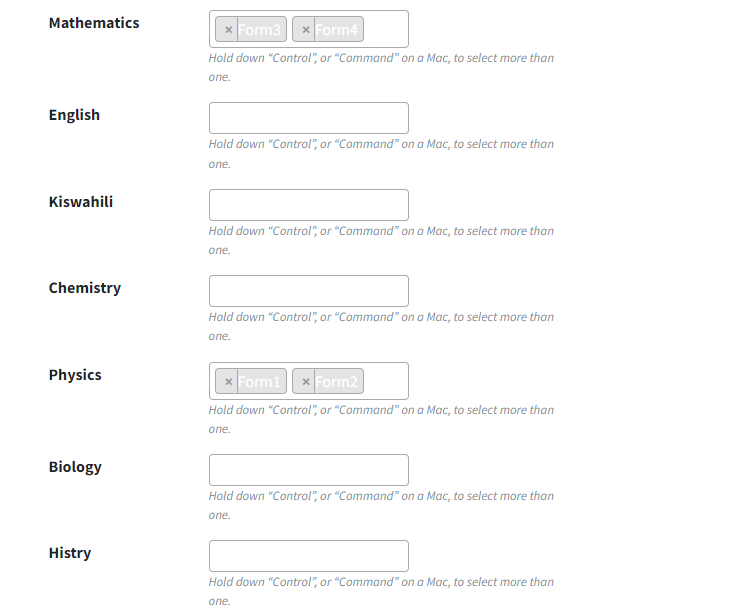 Mathematics
× Form3 × Form4
Hold down “Control”, or “Command” on a Mac, to select more than
one.
English
Hold down “Control”, or “Command” on a Mac, to select more than
one.
Kiswahili
Hold down “Control”, or “Command” on a Mac, to select more than
one.
Chemistry
Hold down “Control”, or “Command” on a Mac, to select more than
one.
Physics
× Form1 × Form2
Hold down “Control”, or “Command” on a Mac, to select more than
one.
Biology
Hold down “Control”, or “Command” on a Mac, to select more than
one.
Histry
Hold down “Control”, or “Command” on a Mac, to select more than
one.